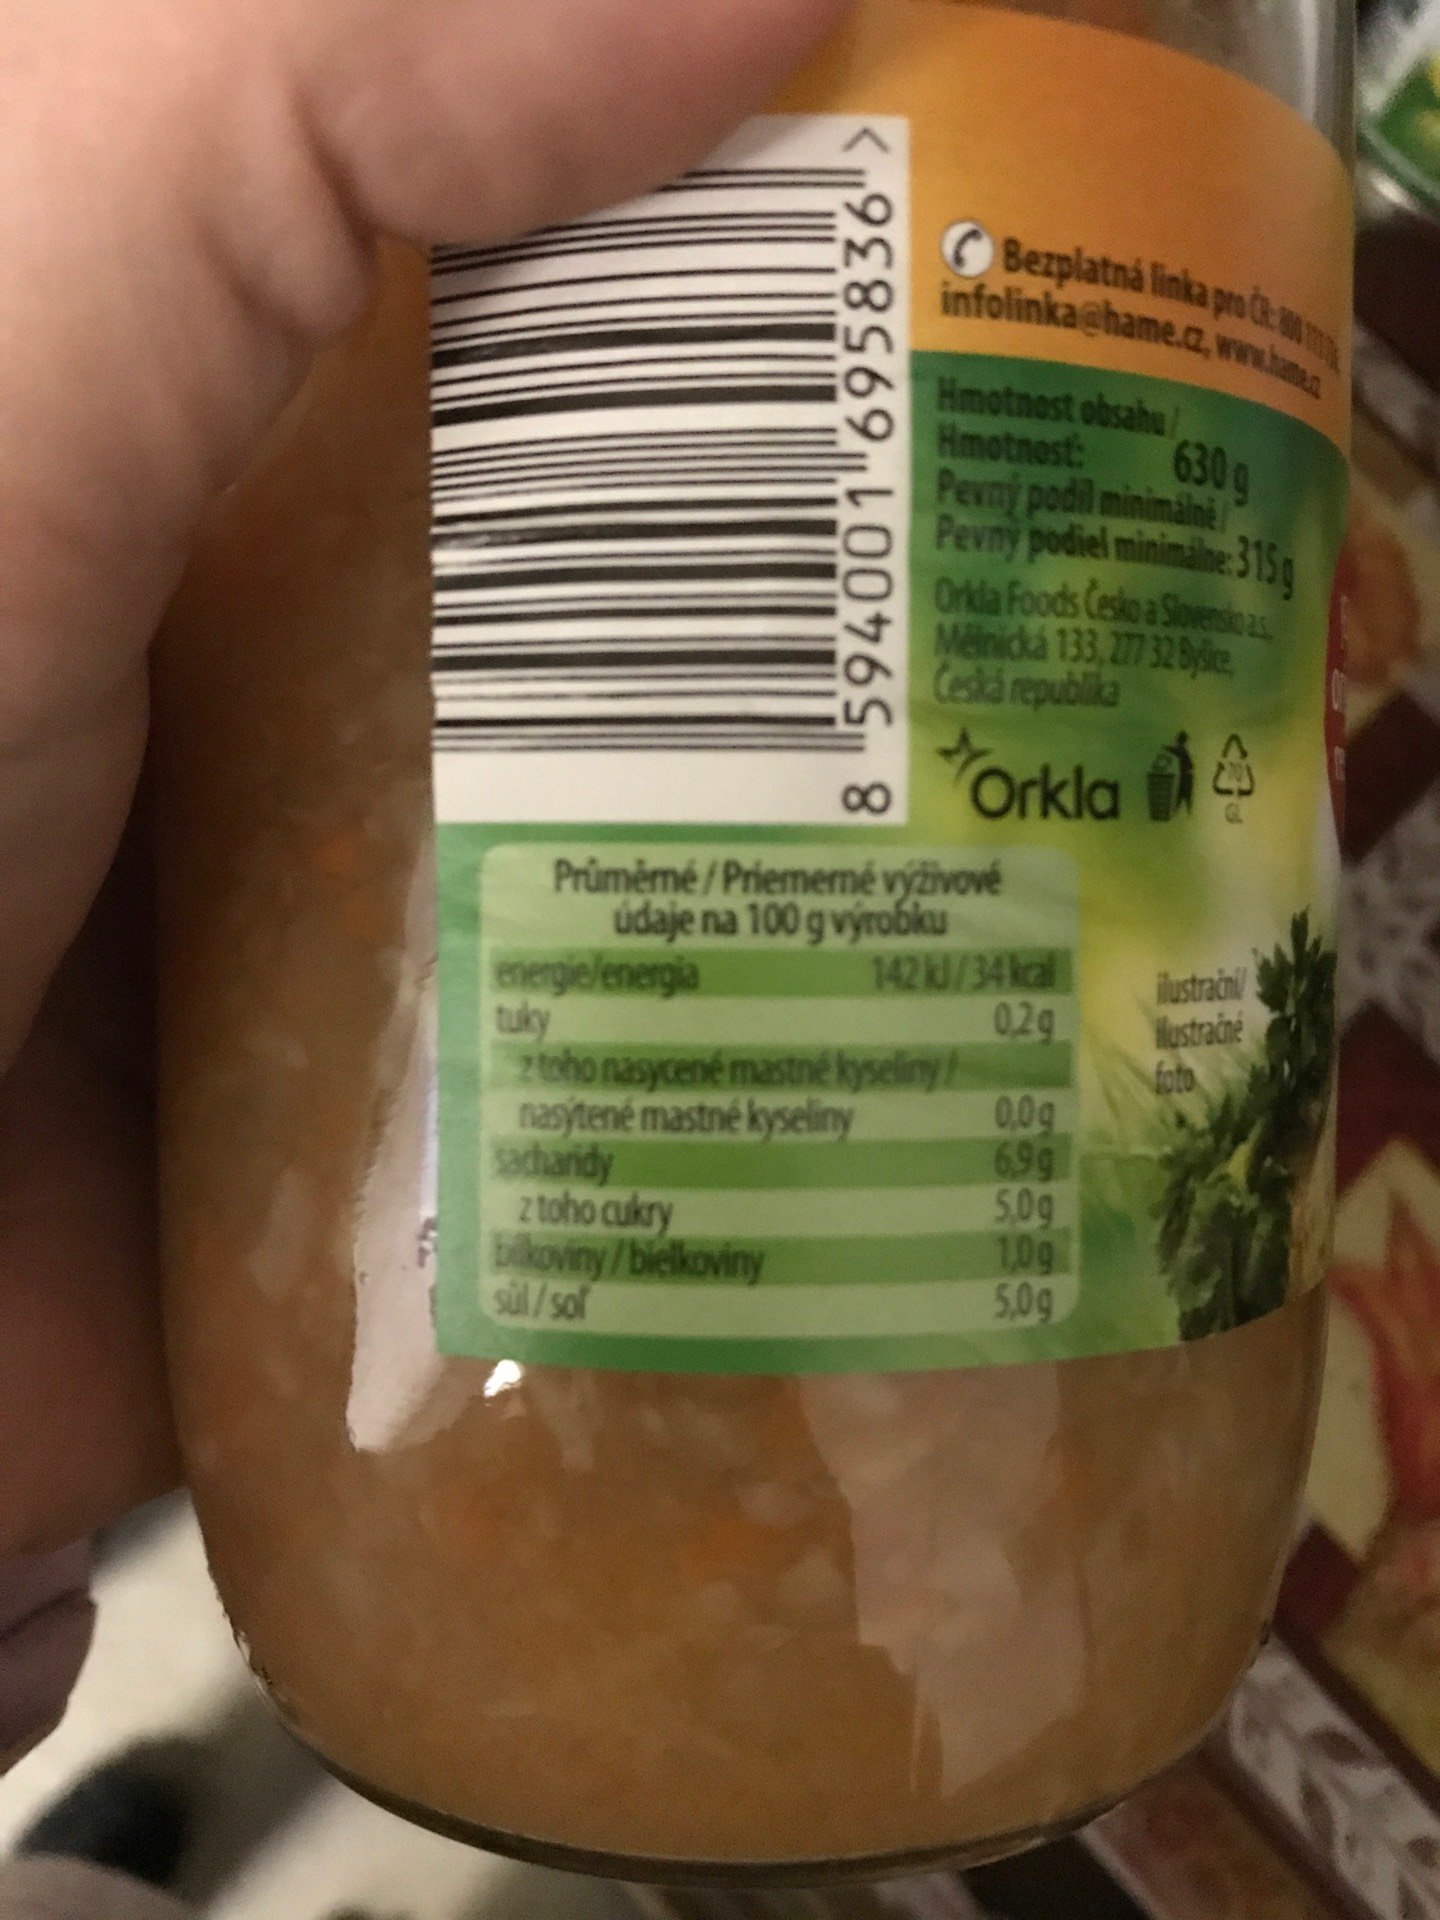 8 594001 695836 >
Bezplatná linka pro ČR: 800
infolinka@hame.cz, www.hame.cz
Hmotnost obsahu /
Hmotnost: 630 g
Pevný podíl minimálně /
Pevný podiel minimálne: 315 g
Orkla Foods Česko a Slovensko a.s.,
Mělnická 133, 277 32 Byšice,
Česká republika
Orkla
70
GL
Průměrné / Priemerné výživové
údaje na 100 g výrobku
energie/energia 142 kJ / 34 kcal
tuky 0,2 g
z toho nasycené mastné kyseliny /
nasýtené mastné kyseliny 0,0 g
sacharidy 6,9 g
z toho cukry 5,0 g
bílkoviny / bielkoviny 1,0 g
sůl / soľ 5,0 g
ilustrační/
ilustračné
foto